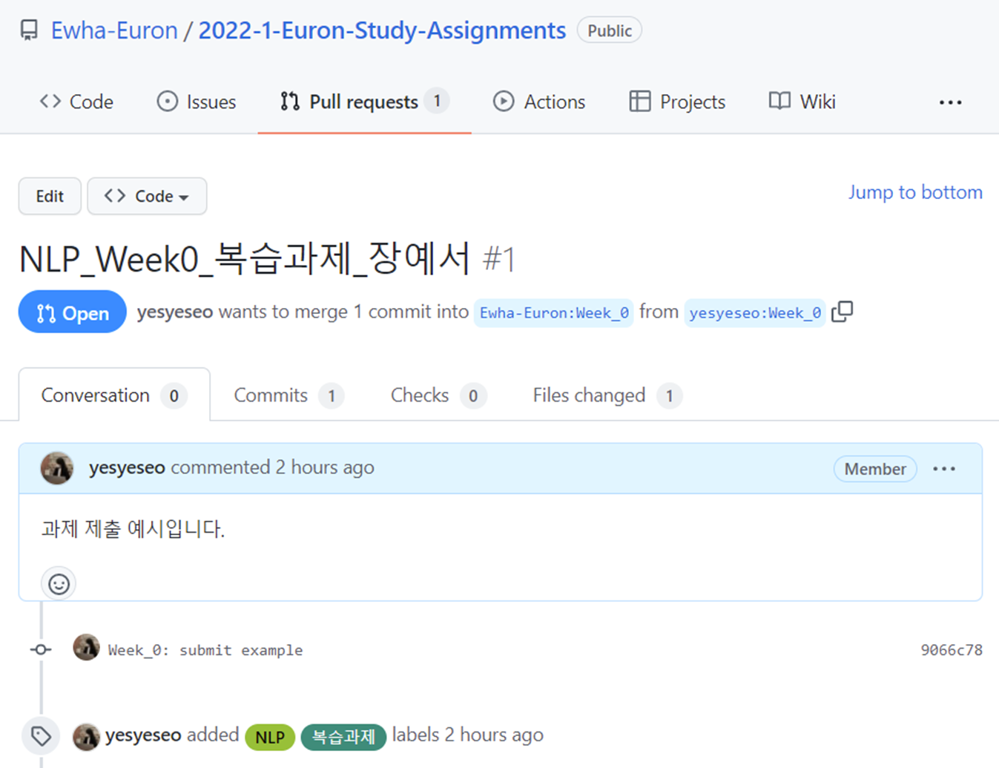 Ewha-Euron / 2022-1-Euron-Study-Assignments Public
Code Issues Pull requests 1 Actions Projects Wiki ...
Edit Code Jump to bottom
NLP_Week0_복습과제_장예서 #1
Open yesyeseo wants to merge 1 commit into Ewha-Euron:Week_0 from yesyeseo:Week_0
Conversation 0 Commits 1 Checks 0 Files changed 1
yesyeseo commented 2 hours ago Member ...
과제 제출 예시입니다.
Week_0: submit example 9066c78
yesyeseo added NLP 복습과제 labels 2 hours ago